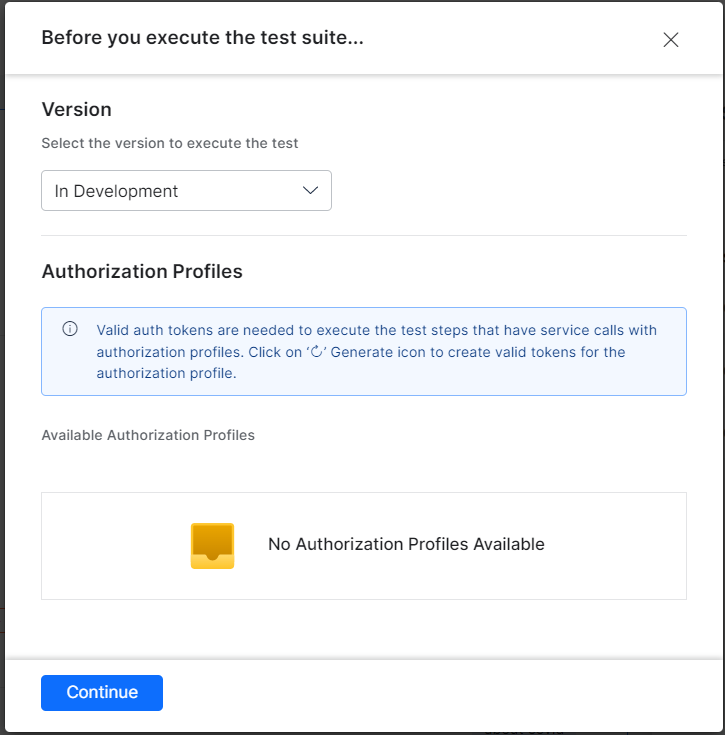 Before you execute the test suite...
Version
Select the version to execute the test
In Development
Authorization Profiles
Valid auth tokens are needed to execute the test steps that have service calls with
authorization profiles. Click on ‘↻’ Generate icon to create valid tokens for the
authorization profile.
Available Authorization Profiles
No Authorization Profiles Available
Continue